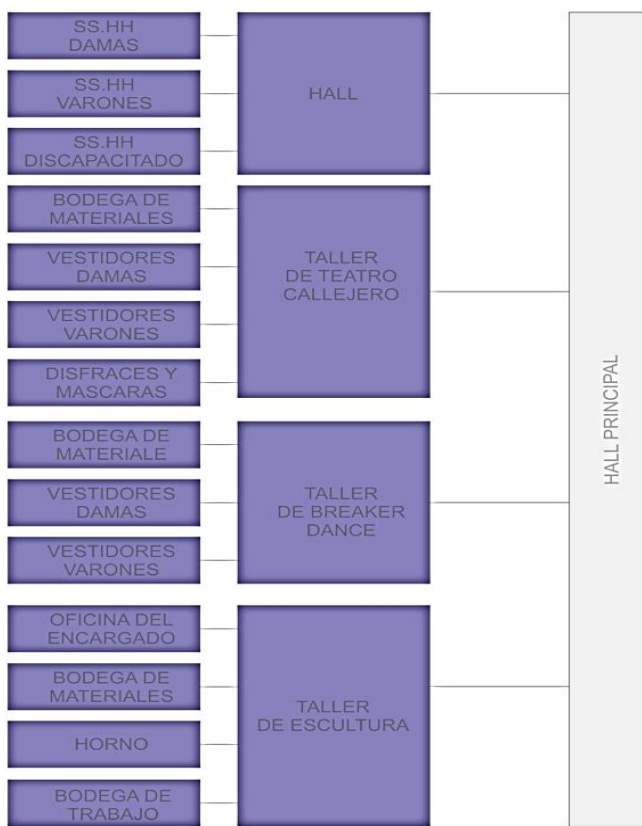 SS.HH
DAMAS
SS.HH
VARONES
SS.HH
DISCAPACITADO
HALL
BODEGA DE
MATERIALES
VESTIDORES
DAMAS
VESTIDORES
VARONES
DISFRACES Y
MASCARAS
TALLER
DE TEATRO
CALLEJERO
BODEGA DE
MATERIALE
VESTIDORES
DAMAS
VESTIDORES
VARONES
TALLER
DE BREAKER
DANCE
OFICINA DEL
ENCARGADO
BODEGA DE
MATERIALES
HORNO
BODEGA DE
TRABAJO
TALLER
DE ESCULTURA
HALL PRINCIPAL